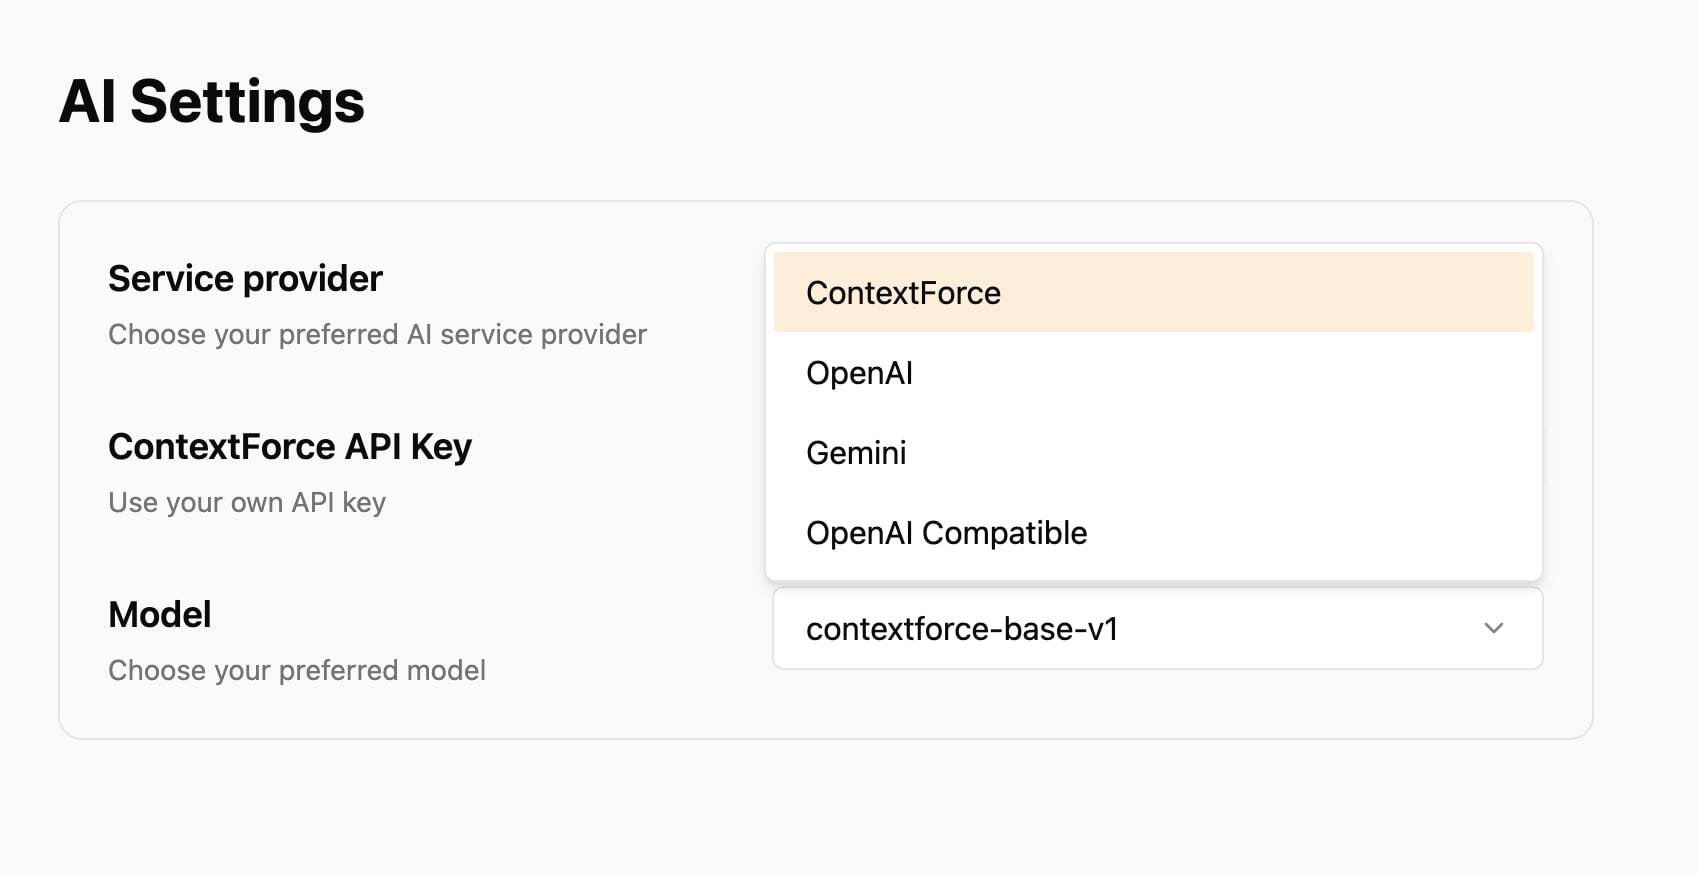 AI Settings
Service provider
Choose your preferred AI service provider
ContextForce
OpenAI
Gemini
OpenAI Compatible
ContextForce API Key
Use your own API key
Model
Choose your preferred model
contextforce-base-v1